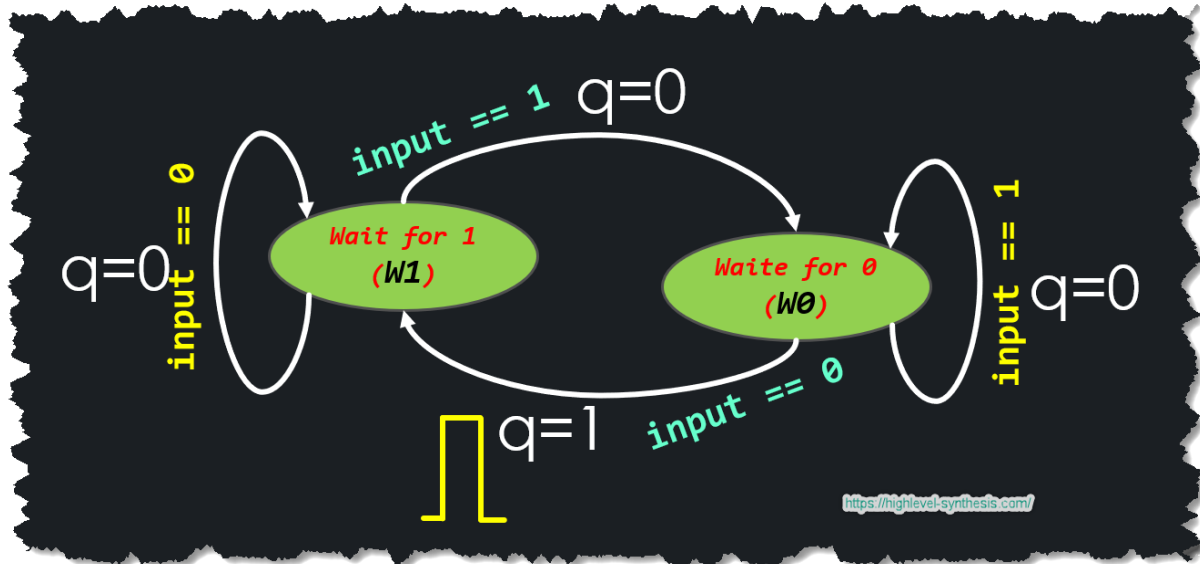 input == 1
q=0
input == 0
q=0
Wait for 1
(W1)
Waite for 0
(W0)
input == 1
q=0
q=1
input == 0
https://highlevel-synthesis.com/